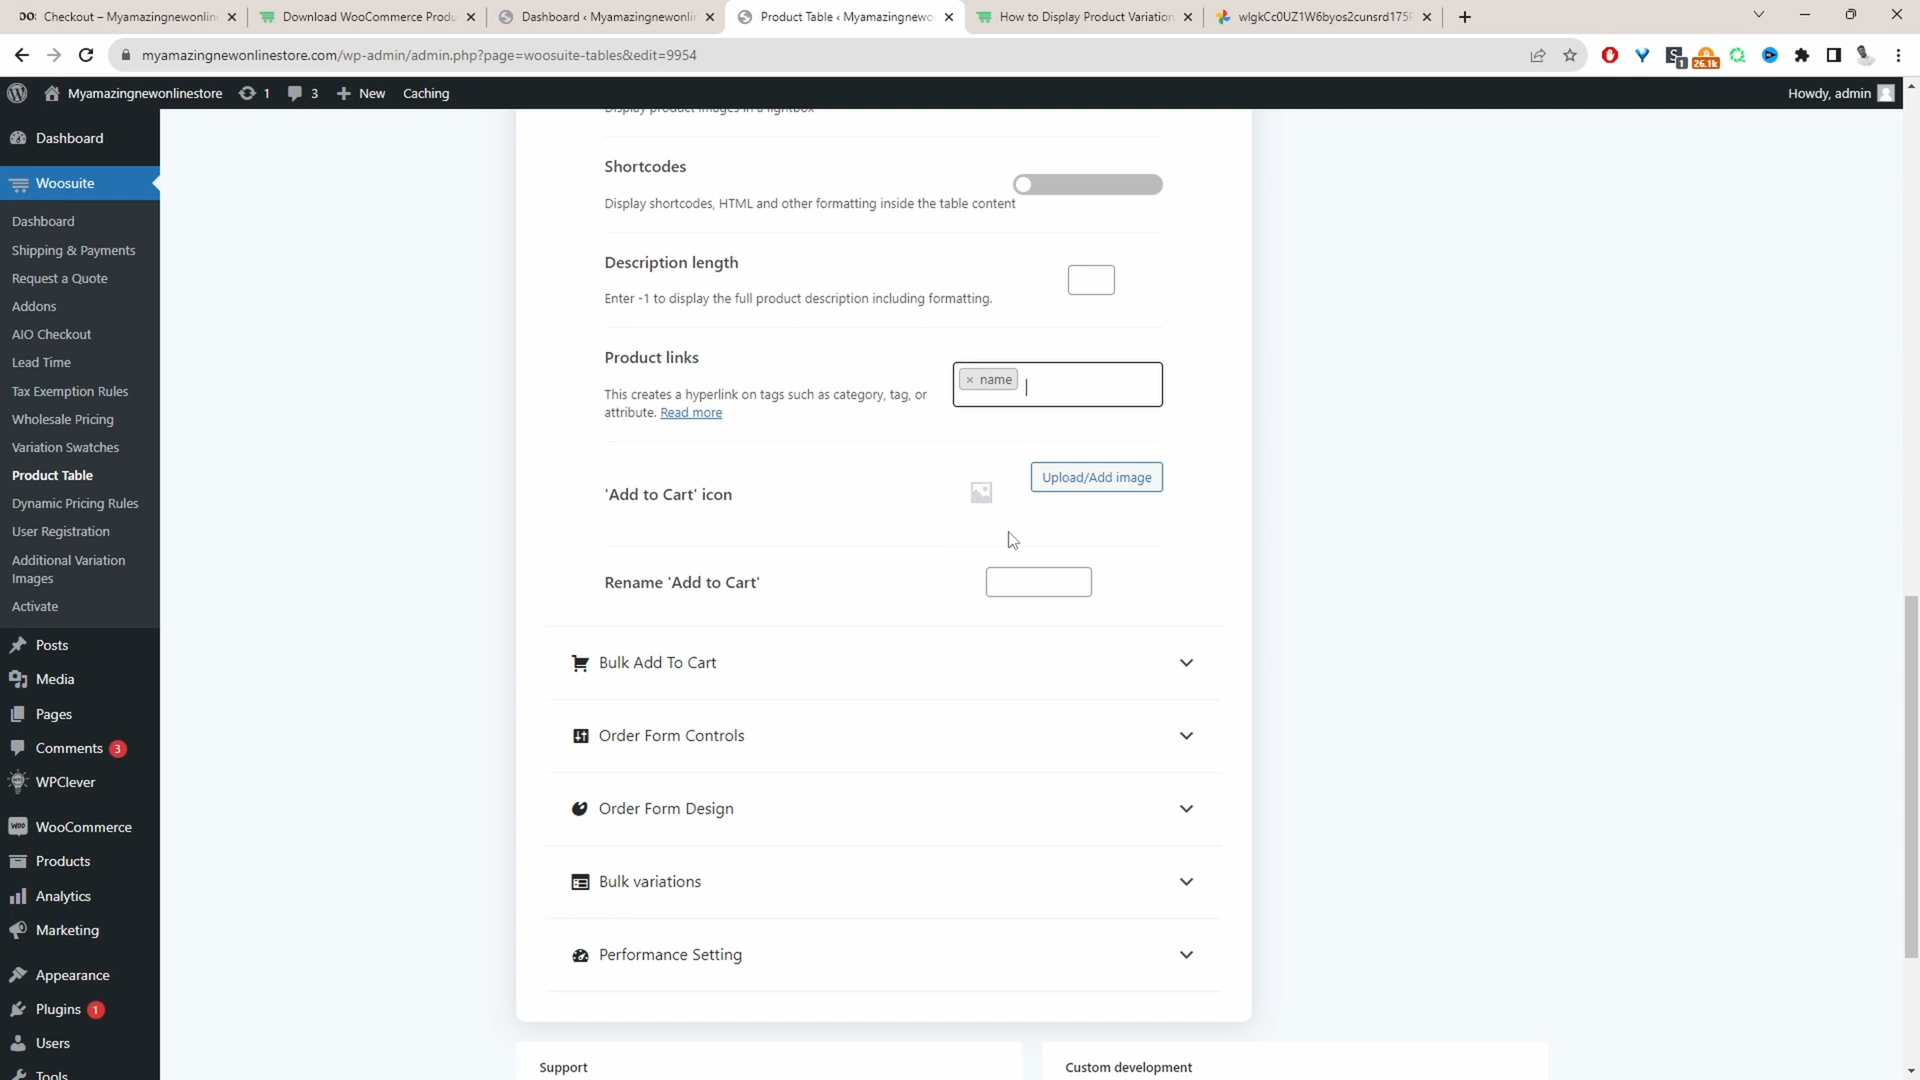 Checkout – Myamazingnewonlin
Download WooCommerce Produ
Dashboard ‹ Myamazingnewonlin
Product Table ‹ Myamazingnewo
How to Display Product Variation
wlgkCc0UZ1W6byos2cunsrd175F
myamazingnewonlinestore.com/wp-admin/admin.php?page=woosuite-tables&edit=9954
1
26.1k
Myamazingnewonlinestore
1
3
New
Caching
Howdy, admin
Dashboard
Woosuite
Dashboard
Shipping & Payments
Request a Quote
Addons
AIO Checkout
Lead Time
Tax Exemption Rules
Wholesale Pricing
Variation Swatches
Product Table
Dynamic Pricing Rules
User Registration
Additional Variation
Images
Activate
Posts
Media
Pages
Comments 3
WPClever
WooCommerce
Products
Analytics
Marketing
Appearance
Plugins 1
Users
Tools
Display product images in a lightbox
Shortcodes
Display shortcodes, HTML and other formatting inside the table content
Description length
Enter -1 to display the full product description including formatting.
Product links
× name
This creates a hyperlink on tags such as category, tag, or
attribute. Read more
'Add to Cart' icon
Upload/Add image
Rename 'Add to Cart'
Bulk Add To Cart
Order Form Controls
Order Form Design
Bulk variations
Performance Setting
Support
Custom development